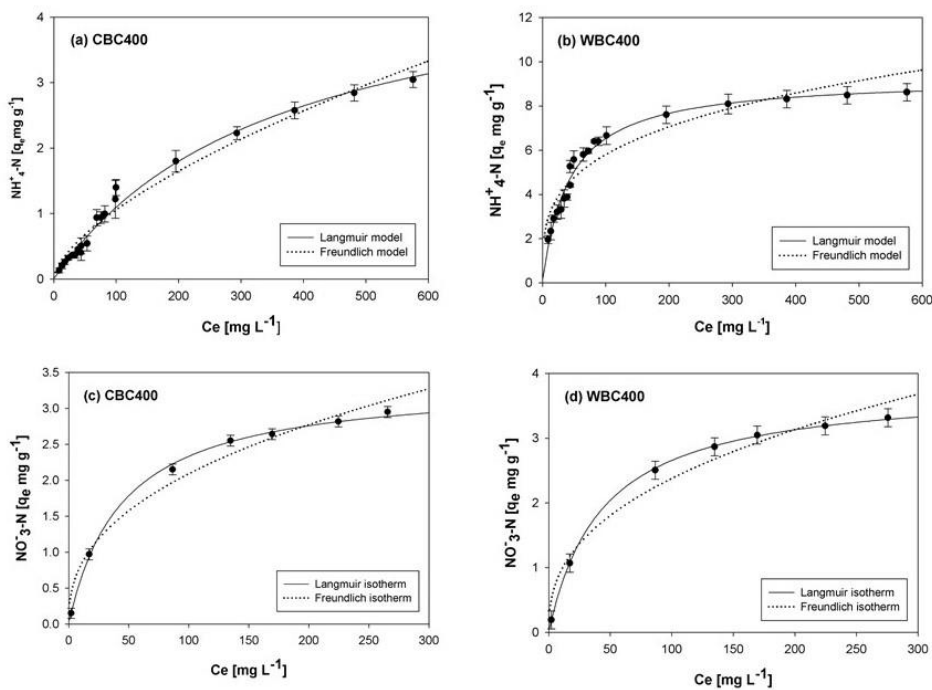 (a) CBC400
NH⁺₄-N [qₑmg g⁻¹]
4
3
2
1
0
Langmuir model
Freundlich model
0 100 200 300 400 500 600
Ce [mg L⁻¹]
(b) WBC400
NH⁺₄-N [qₑ mg g⁻¹]
12
10
8
6
4
2
0
Langmuir model
Freundlich model
0 100 200 300 400 500 600
Ce [mg L⁻¹]
(c) CBC400
NO⁻₃-N [qₑ mg g⁻¹]
3.5
3.0
2.5
2.0
1.5
1.0
0.5
0.0
Langmuir isotherm
Freundlich isotherm
0 50 100 150 200 250 300
Ce [mg L⁻¹]
(d) WBC400
NO⁻₃-N [qₑ mg g⁻¹]
4
3
2
1
0
Langmuir isotherm
Freundlich isotherm
0 50 100 150 200 250 300
Ce [mg L⁻¹]